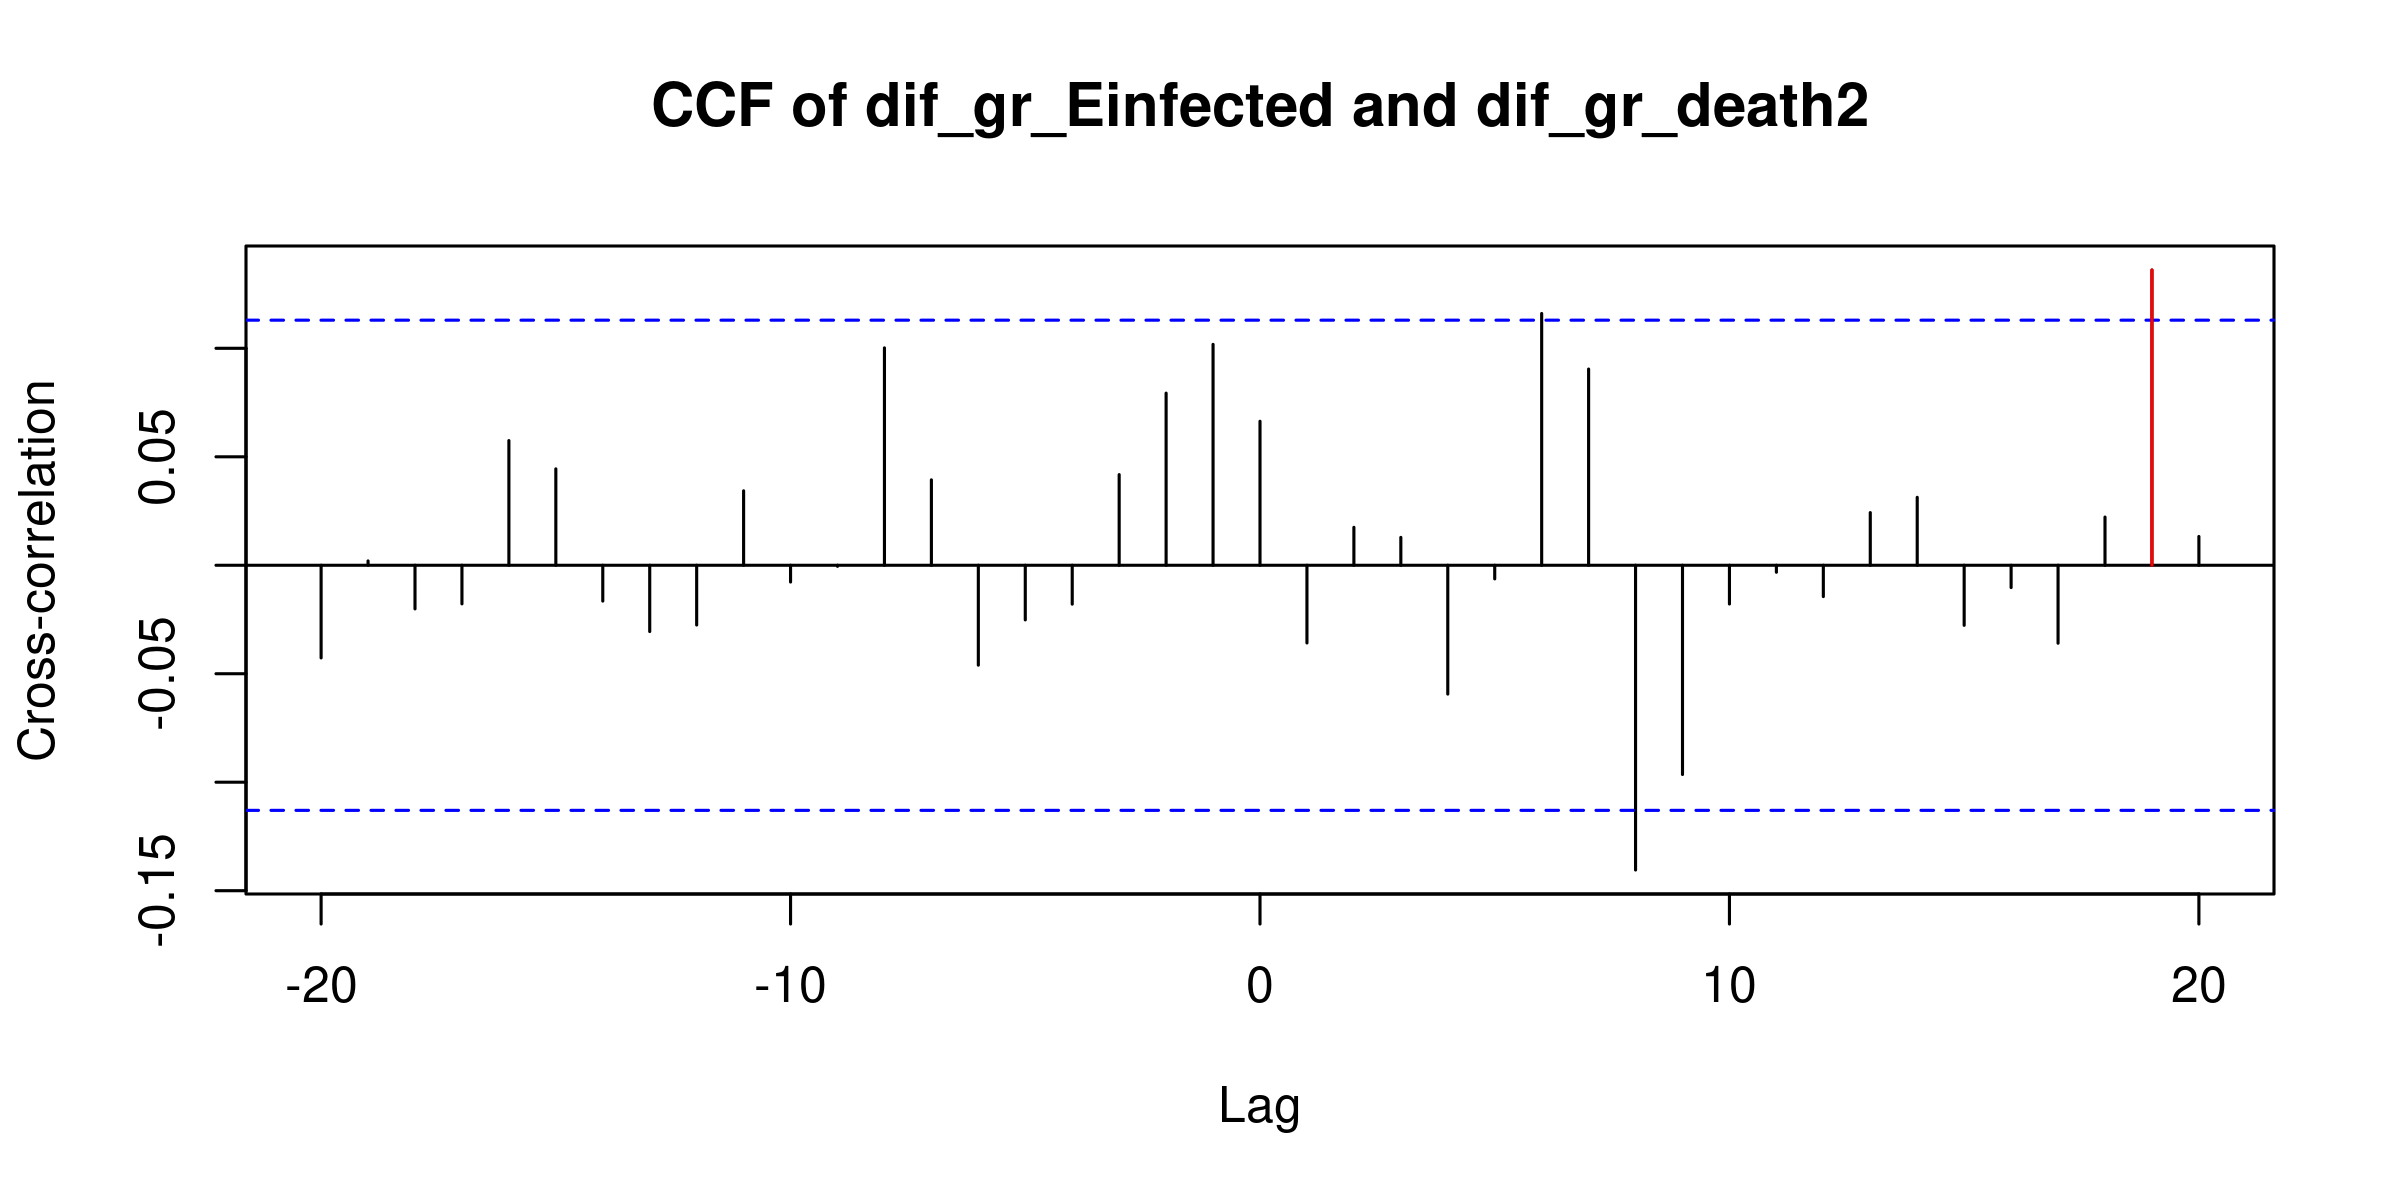 CCF of dif_gr_Einfected and dif_gr_death2
Cross-correlation
0.05
-0.05
-0.15
-20 -10 0 10 20
Lag